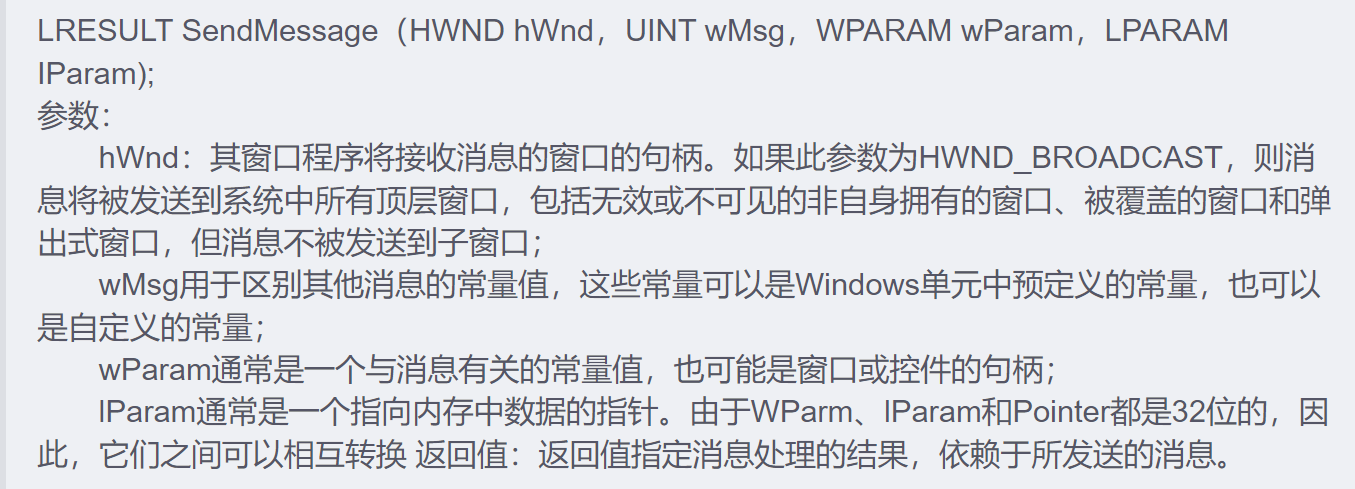 LRESULT SendMessage（HWND hWnd，UINT wMsg，WPARAM wParam，LPARAM
lParam);
参数：
hWnd：其窗口程序将接收消息的窗口的句柄。如果此参数为HWND_BROADCAST，则消
息将被发送到系统中所有顶层窗口，包括无效或不可见的非自身拥有的窗口、被覆盖的窗口和弹
出式窗口，但消息不被发送到子窗口；
wMsg用于区别其他消息的常量值，这些常量可以是Windows单元中预定义的常量，也可以
是自定义的常量；
wParam通常是一个与消息有关的常量值，也可能是窗口或控件的句柄；
lParam通常是一个指向内存中数据的指针。由于WParm、lParam和Pointer都是32位的，因
此，它们之间可以相互转换 返回值：返回值指定消息处理的结果，依赖于所发送的消息。